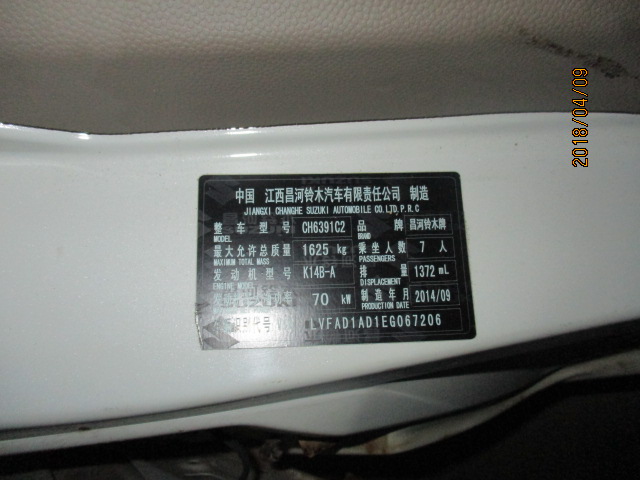 2018/04/09
中国 江西昌河铃木汽车有限责任公司 制造
JIANGXI CHANGHE SUZUKI AUTOMOBILE CO.LTD.P.R.C
整车型号 CH6391C2 品牌 昌河铃木牌
MODEL BRAND
最大允许总质量 1625 kg 乘坐人数 7 人
MAXIMUM TOTAL MASS PASSENGERS
发动机型号 K14B-A 排量 1372 mL
ENGINE MODEL DISPLACEMENT
70 kW 制造年月 2014/09
PRODUCTION DATE
LVFAD1AD1EG067206